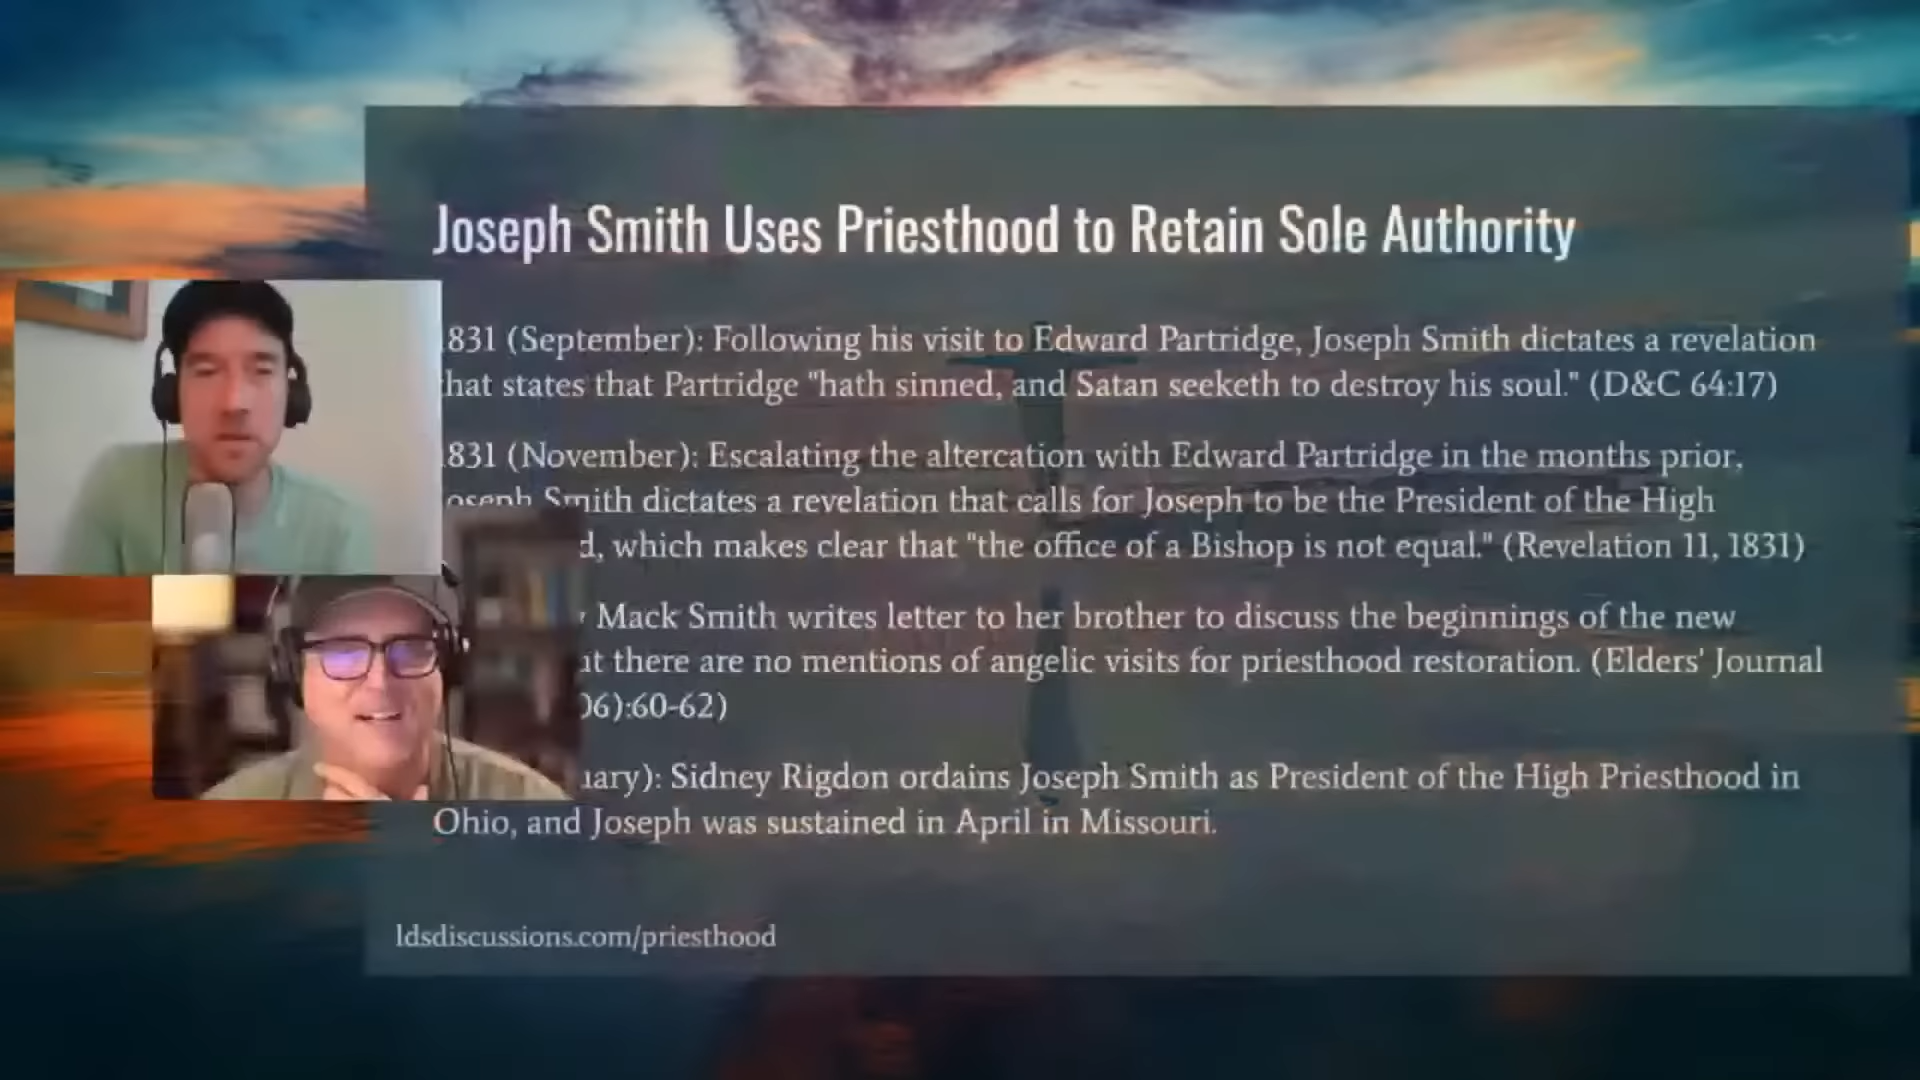 Joseph Smith Uses Priesthood to Retain Sole Authority
831 (September): Following his visit to Edward Partridge, Joseph Smith dictates a revelation
hat states that Partridge "hath sinned, and Satan seeketh to destroy his soul." (D&C 64:17)
831 (November): Escalating the altercation with Edward Partridge in the months prior,
oseph Smith dictates a revelation that calls for Joseph to be the President of the High
d, which makes clear that "the office of a Bishop is not equal." (Revelation 11, 1831)
Mack Smith writes letter to her brother to discuss the beginnings of the new
ut there are no mentions of angelic visits for priesthood restoration. (Elders' Journal
06):60-62)
uary): Sidney Rigdon ordains Joseph Smith as President of the High Priesthood in
Ohio, and Joseph was sustained in April in Missouri.
ldsdiscussions.com/priesthood